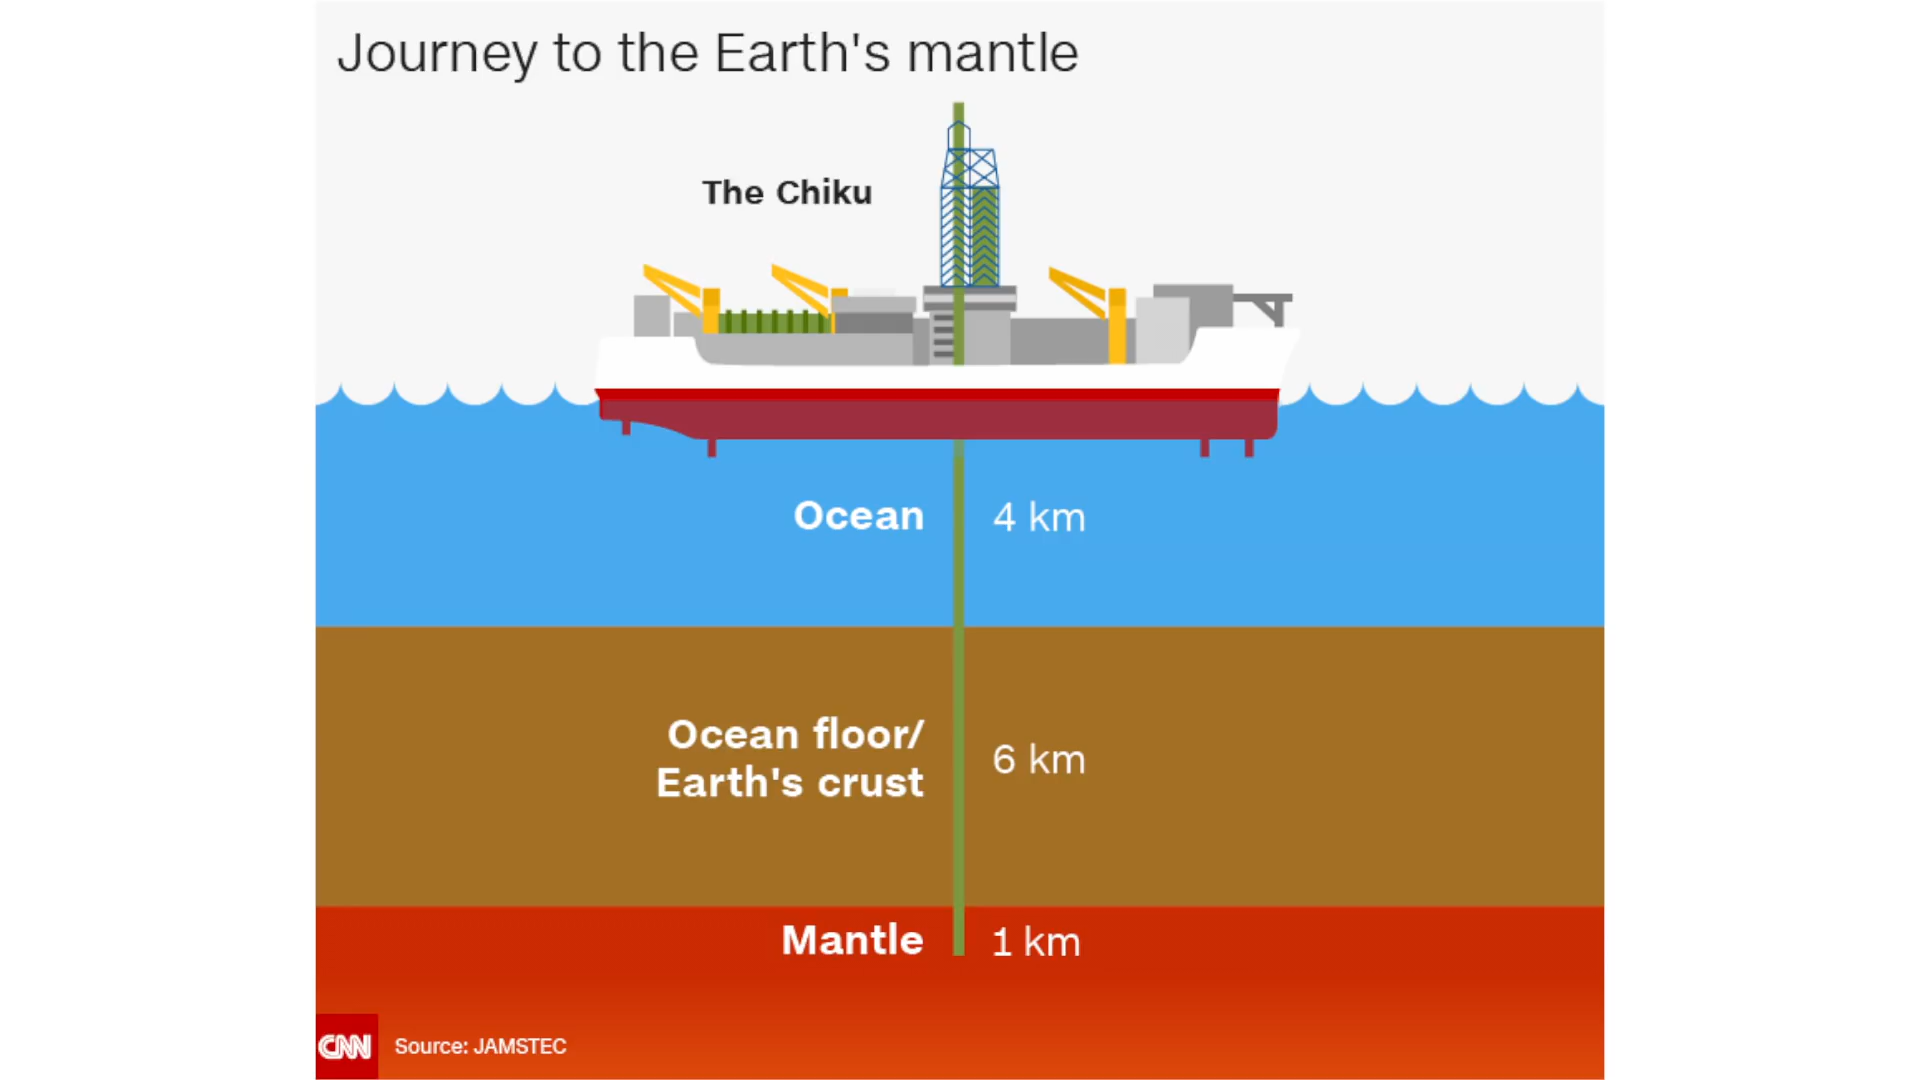 Journey to the Earth's mantle
The Chiku
Ocean 4 km
Ocean floor/
Earth's crust
6 km
Mantle 1 km
CNN Source: JAMSTEC